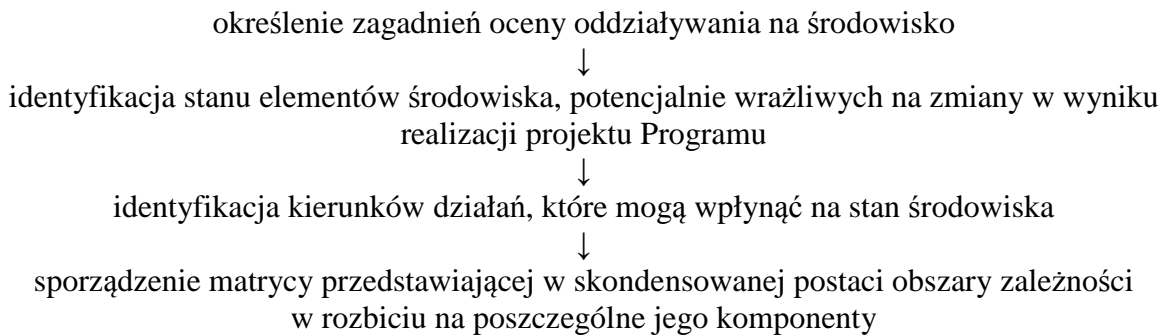 określenie zagadnień oceny oddziaływania na środowisko
↓
identyfikacja stanu elementów środowiska, potencjalnie wrażliwych na zmiany w wyniku
realizacji projektu Programu
↓
identyfikacja kierunków działań, które mogą wpłynąć na stan środowiska
↓
sporządzenie matrycy przedstawiającej w skondensowanej postaci obszary zależności
w rozbiciu na poszczególne jego komponenty